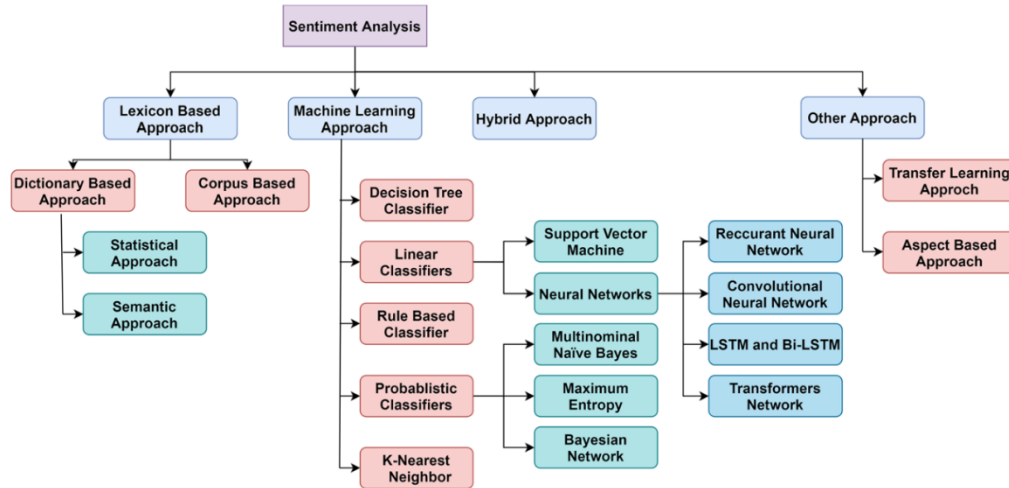 Sentiment Analysis
Lexicon Based
Approach
Machine Learning
Approach
Hybrid Approach
Other Approach
Dictionary Based
Approach
Corpus Based
Approach
Statistical
Approach
Semantic
Approach
Decision Tree
Classifier
Linear
Classifiers
Rule Based
Classifier
Probablistic
Classifiers
K-Nearest
Neighbor
Support Vector
Machine
Neural Networks
Multinominal
Naïve Bayes
Maximum
Entropy
Bayesian
Network
Reccurant Neural
Network
Convolutional
Neural Network
LSTM and Bi-LSTM
Transformers
Network
Transfer Learning
Approch
Aspect Based
Approach